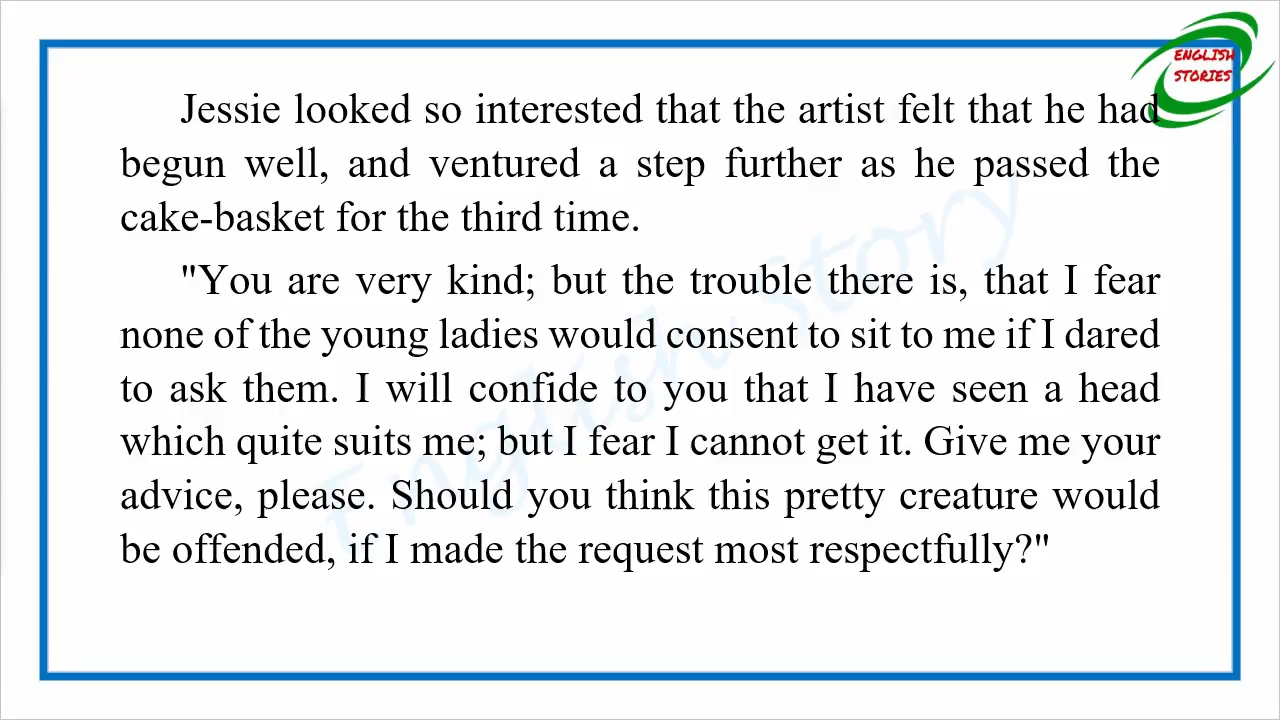 ENGLISH
STORIES
Jessie looked so interested that the artist felt that he had
begun well, and ventured a step further as he passed the
cake-basket for the third time.
"You are very kind; but the trouble there is, that I fear
none of the young ladies would consent to sit to me if I dared
to ask them. I will confide to you that I have seen a head
which quite suits me; but I fear I cannot get it. Give me your
advice, please. Should you think this pretty creature would
be offended, if I made the request most respectfully?"
English Story